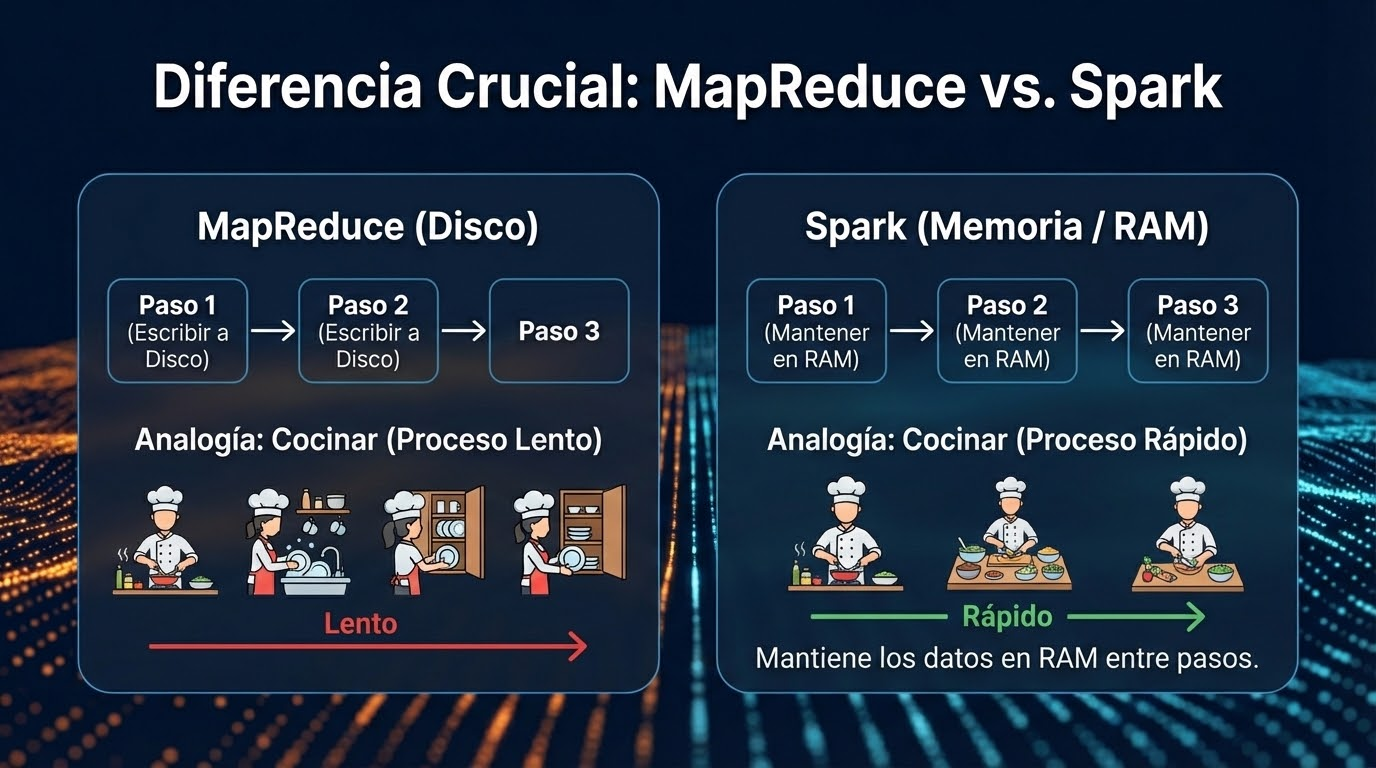 Diferencia Crucial: MapReduce vs. Spark
MapReduce (Disco)
Paso 1
(Escribir a
Disco)
Paso 2
(Escribir a
Disco)
Paso 3
Analogía: Cocinar (Proceso Lento)
Lento
Spark (Memoria / RAM)
Paso 1
(Mantener
en RAM)
Paso 2
(Mantener
en RAM)
Paso 3
(Mantener
en RAM)
Analogía: Cocinar (Proceso Rápido)
Rápido
Mantiene los datos en RAM entre pasos.